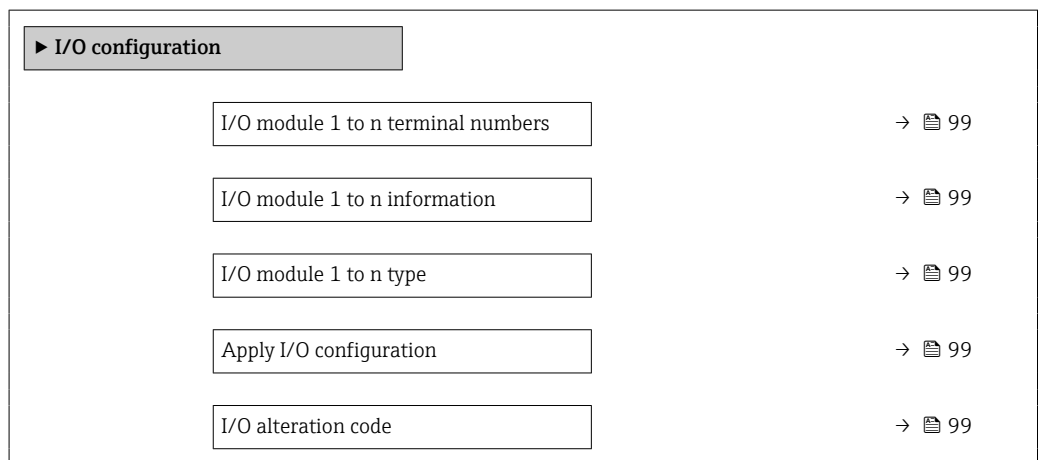 ► I/O configuration
I/O module 1 to n terminal numbers → 99
I/O module 1 to n information → 99
I/O module 1 to n type → 99
Apply I/O configuration → 99
I/O alteration code → 99